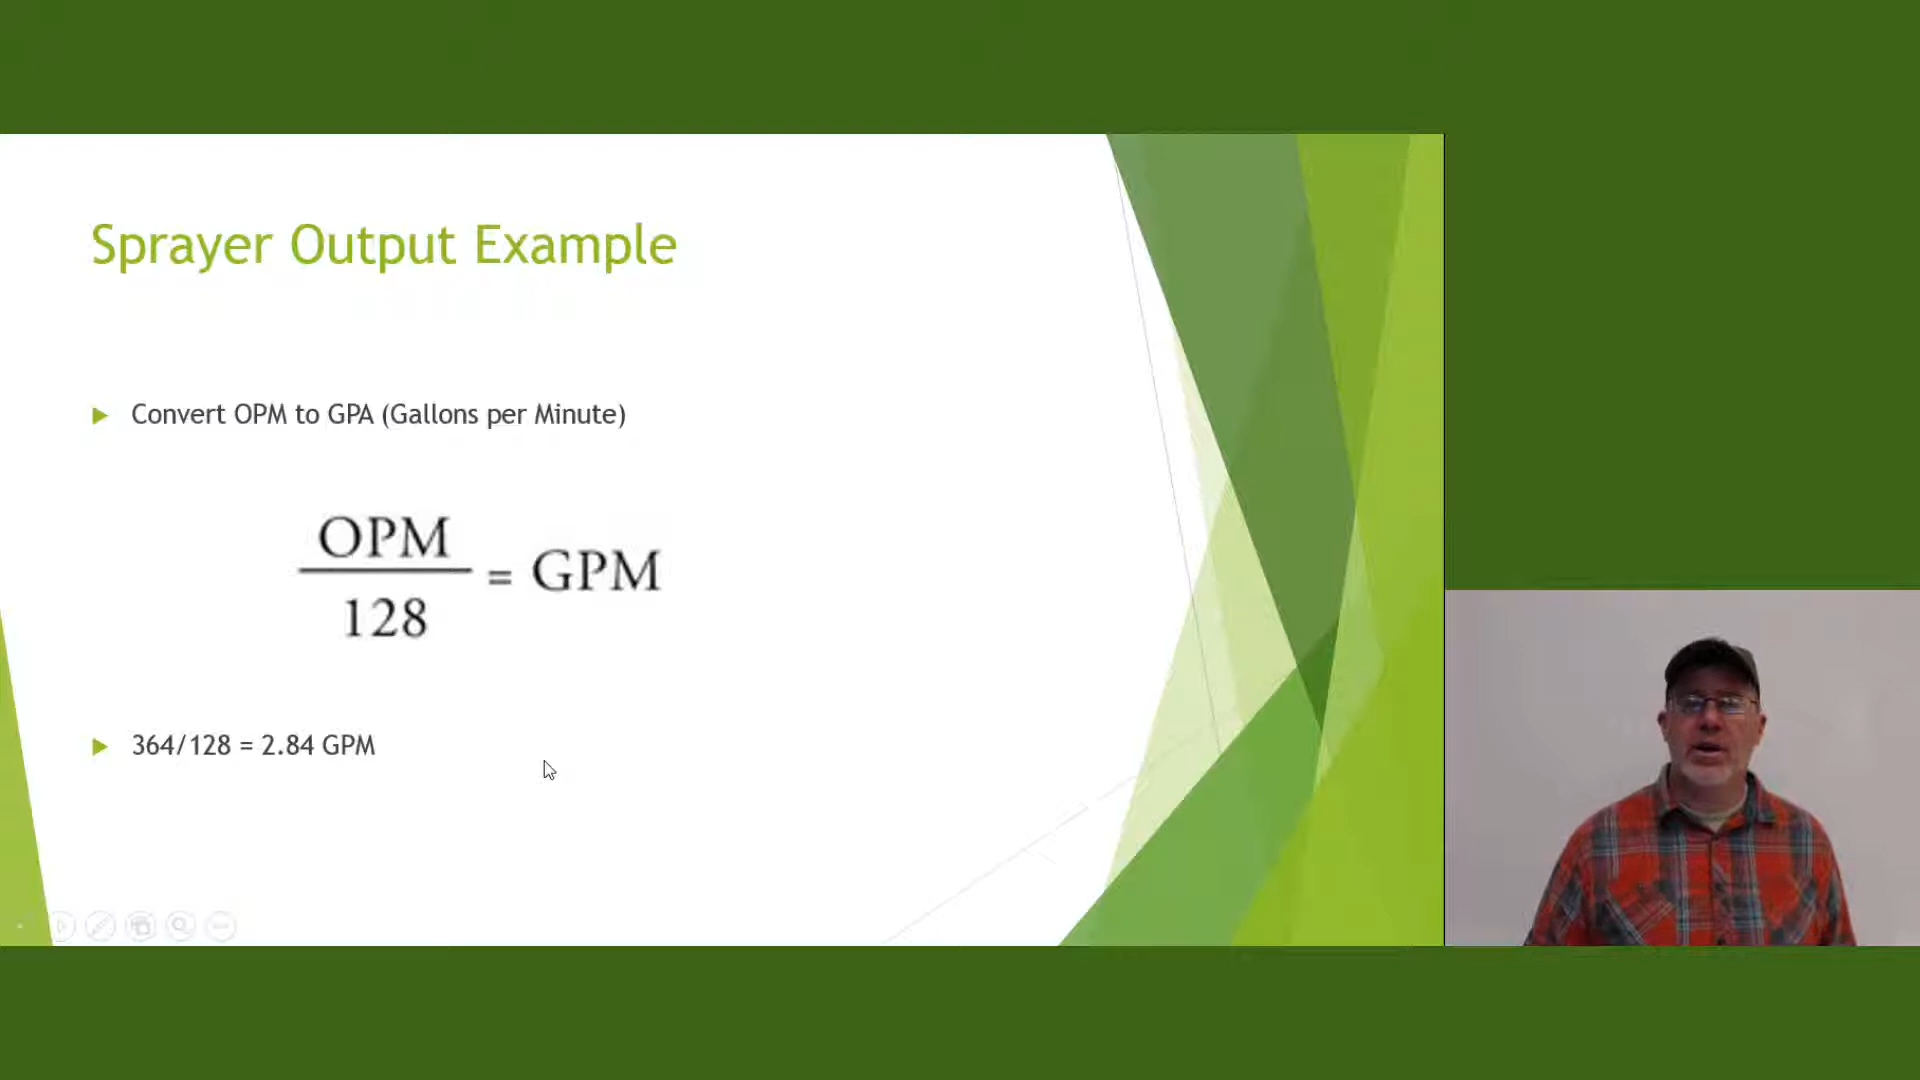 Sprayer Output Example
Convert OPM to GPA (Gallons per Minute)
OPM
128
= GPM
364/128 = 2.84 GPM